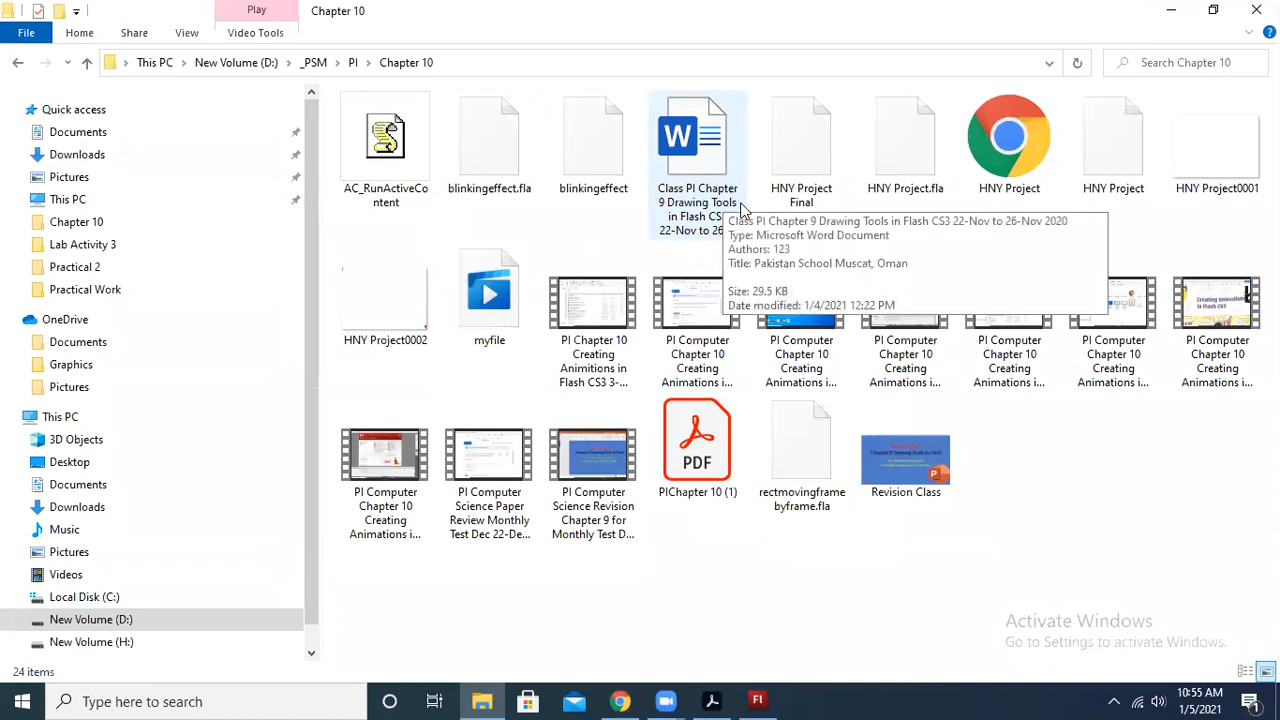 Play
Chapter 10
File
Home
Share
View
Video Tools
This PC
New Volume (D:)
_PSM
PI
Chapter 10
Search Chapter 10
Quick access
Documents
Downloads
Pictures
This PC
Chapter 10
Lab Activity 3
Practical 2
Practical Work
OneDrive
Documents
Graphics
Pictures
This PC
3D Objects
Desktop
Documents
Downloads
Music
Pictures
Videos
Local Disk (C:)
New Volume (D:)
New Volume (H:)
AC_RunActiveCo
ntent
blinkingeffect.fla
blinkingeffect
Class PI Chapter
9 Drawing Tools
in Flash CS
22-Nov to 26
HNY Project
Final
HNY Project.fla
HNY Project
HNY Project
HNY Project0001
Class PI Chapter 9 Drawing Tools in Flash CS3 22-Nov to 26-Nov 2020
Type: Microsoft Word Document
Authors: 123
Title: Pakistan School Muscat, Oman
Size: 29.5 KB
Date modified: 1/4/2021 12:22 PM
HNY Project0002
myfile
PI Chapter 10
Creating
Animitions in
Flash CS3 3-...
PI Computer
Chapter 10
Creating
Animations i...
PI Computer
Chapter 10
Creating
Animations i...
PI Computer
Chapter 10
Creating
Animations i...
PI Computer
Chapter 10
Creating
Animations i...
PI Computer
Chapter 10
Creating
Animations i...
PI Computer
Chapter 10
Creating
Animations i...
PI Computer
Chapter 10
Creating
Animations i...
PI Computer
Science Paper
Review Monthly
Test Dec 22-De...
PI Computer
Science Revision
Chapter 9 for
Monthly Test D...
PDF
PIChapter 10 (1)
rectmovingframe
byframe.fla
Revision Class
Activate Windows
Go to Settings to activate Windows.
24 items
Type here to search
10:55 AM
1/5/2021